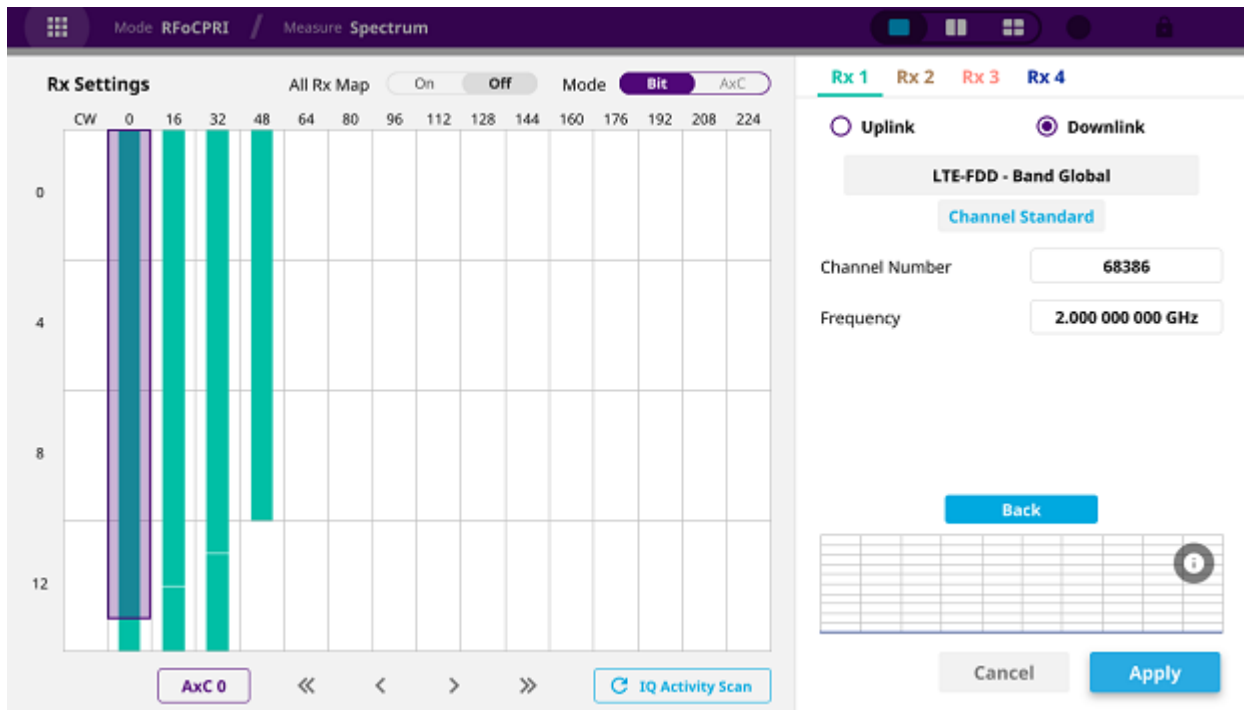 Mode RFoCPRI / Measure Spectrum
Rx Settings All Rx Map On Off Mode Bit AxC
CW 0 16 32 48 64 80 96 112 128 144 160 176 192 208 224
0
4
8
12
AxC 0 « < > » IQ Activity Scan
Rx 1 Rx 2 Rx 3 Rx 4
Uplink Downlink
LTE-FDD - Band Global
Channel Standard
Channel Number 68386
Frequency 2.000 000 000 GHz
Back
i
Cancel Apply